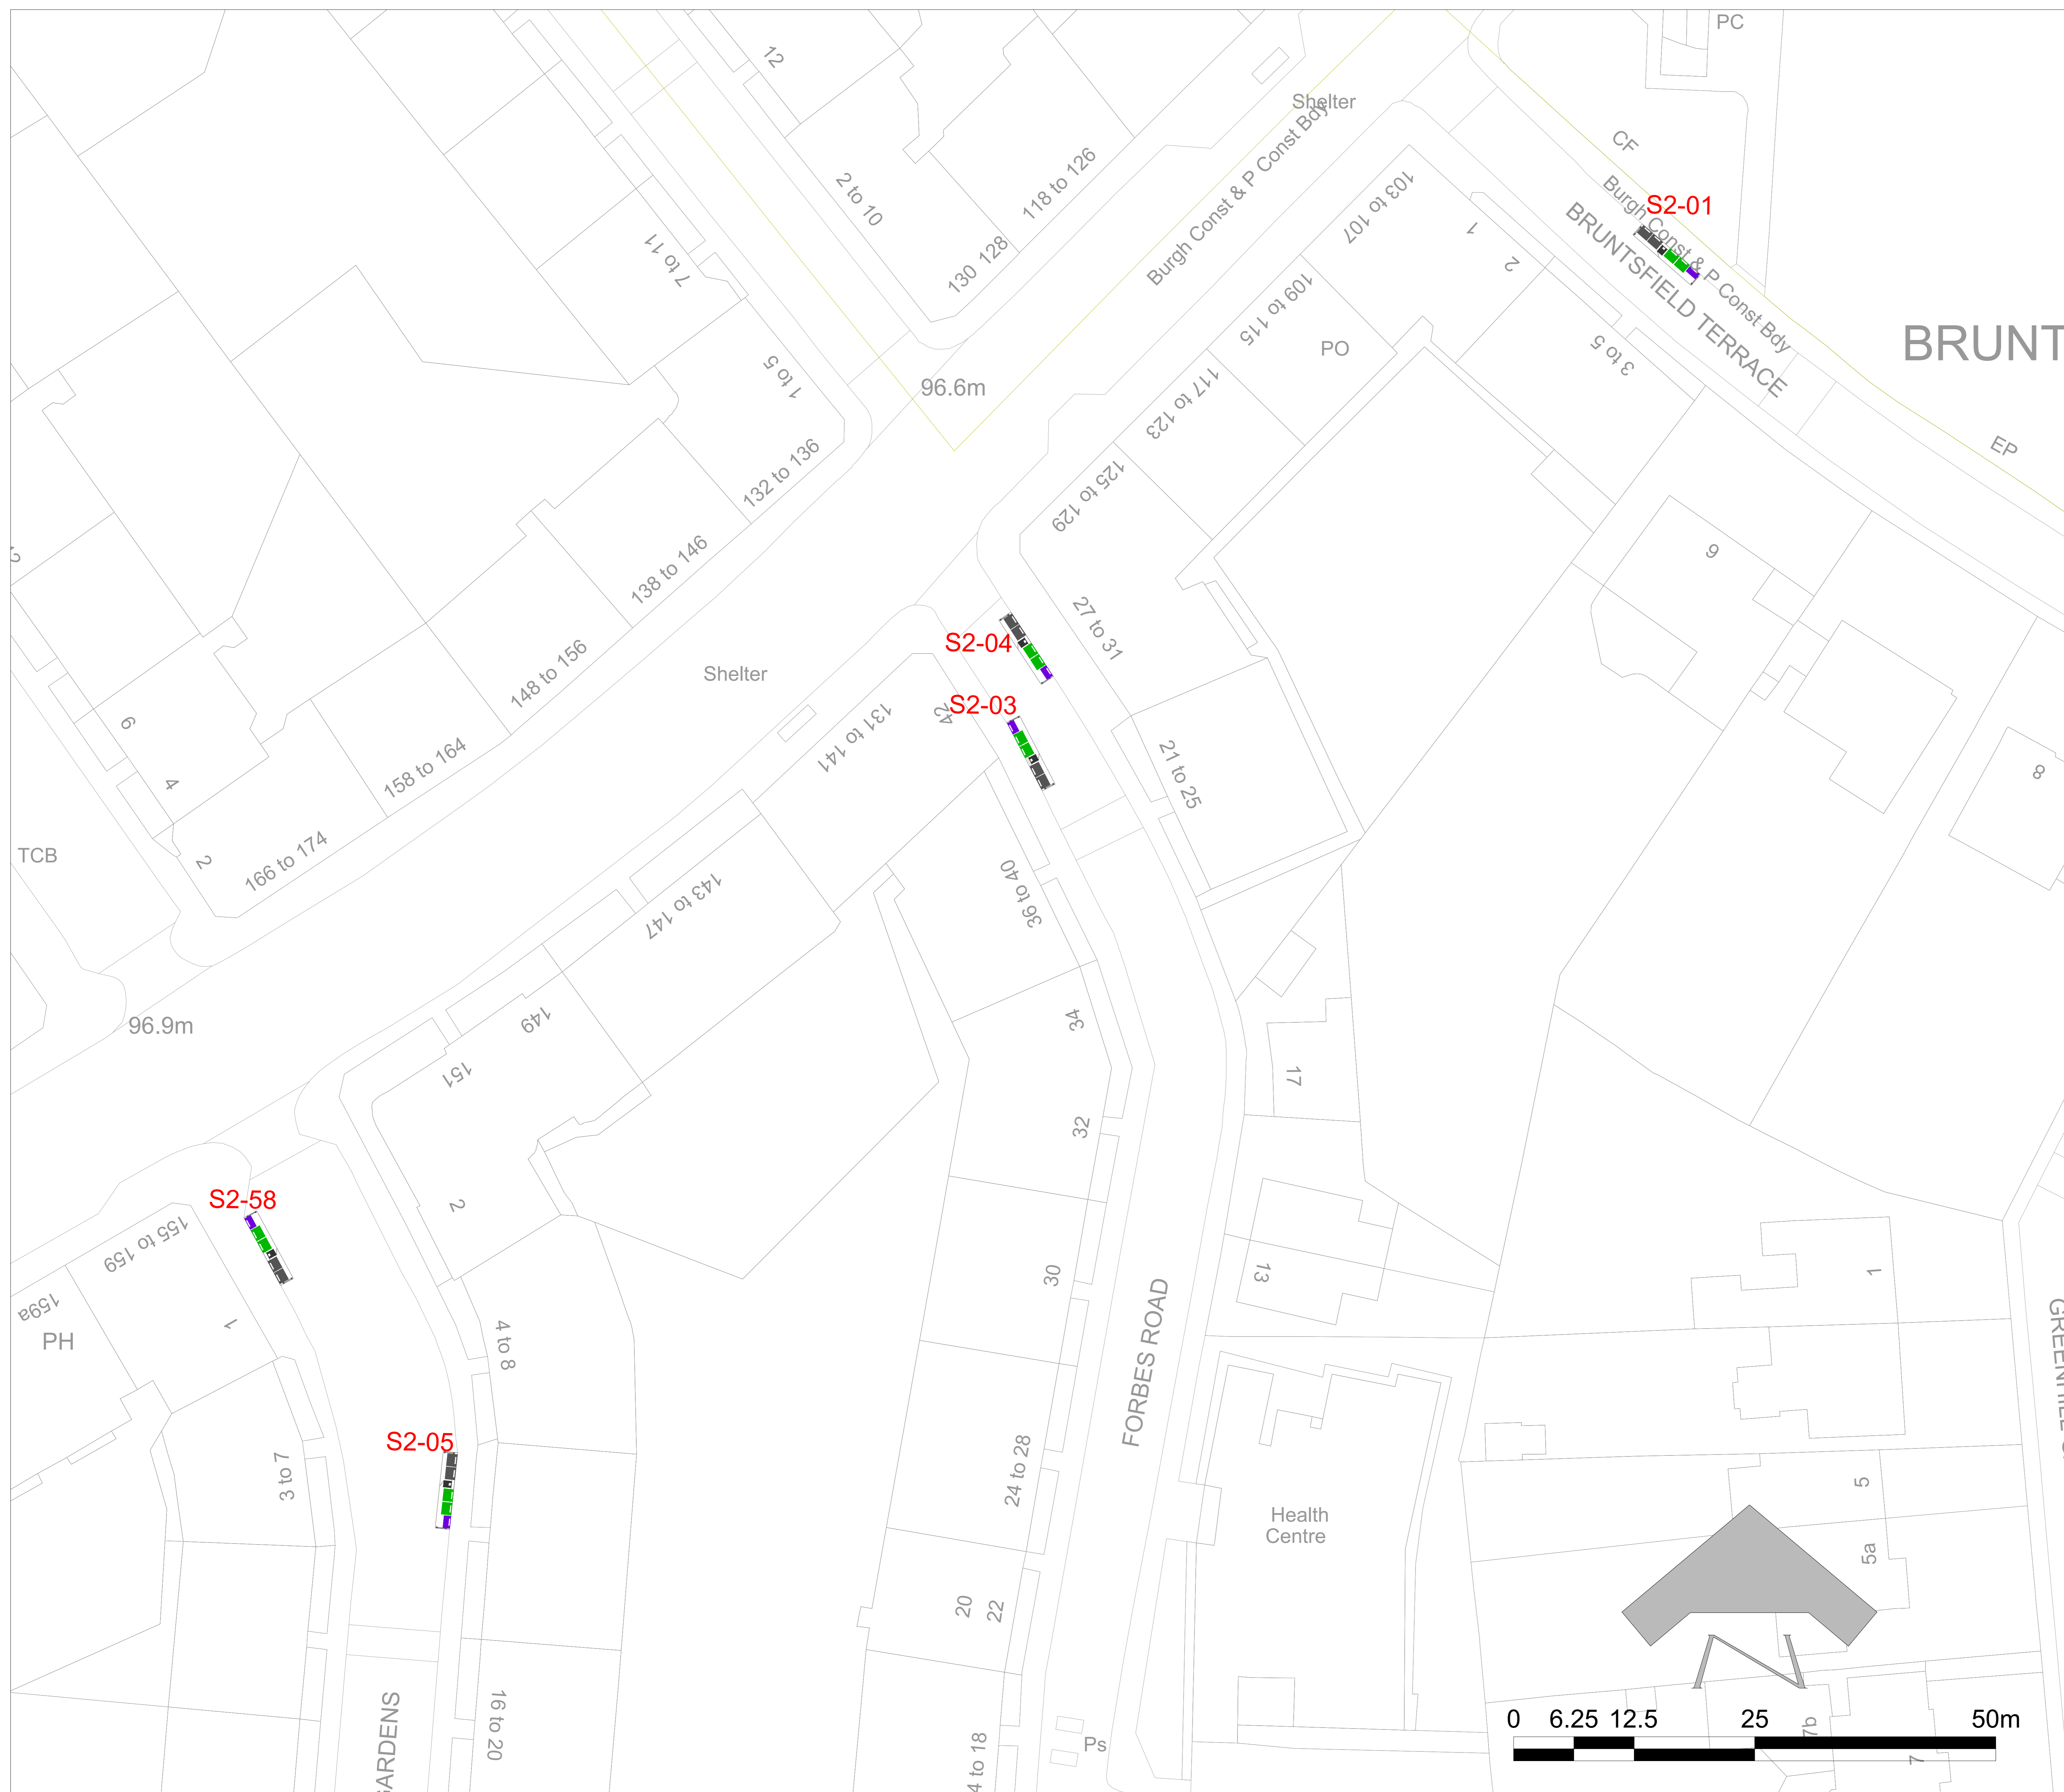 PC
12
Shelter
CF
Burgh Const & P Const Bdy
S2-01
118 to 126
2 to 10
103 to 107
Burgh Const & P Const Bdy
BRUNTSFIELD TERRACE
1
2
7 to 11
130 128
109 to 115
PO
3 to 5
BRUNT
1 to 5
96.6m
117 to 123
EP
132 to 136
125 to 129
9
138 to 146
27 to 31
S2-04
Shelter
148 to 156
S2-03
42
131 to 141
6
4
158 to 164
21 to 25
8
TCB
2
166 to 174
143 to 147
36 to 40
96.9m
149
151
34
17
32
2
S2-58
155 to 159
159a
PH
1
30
13
1
4 to 8
FORBES ROAD
S2-05
3 to 7
24 to 28
Health
Centre
5
5a
20
22
16 to 20
GARDENS
Ps
4 to 18
7b
7
N
0 6.25 12.5 25 50m